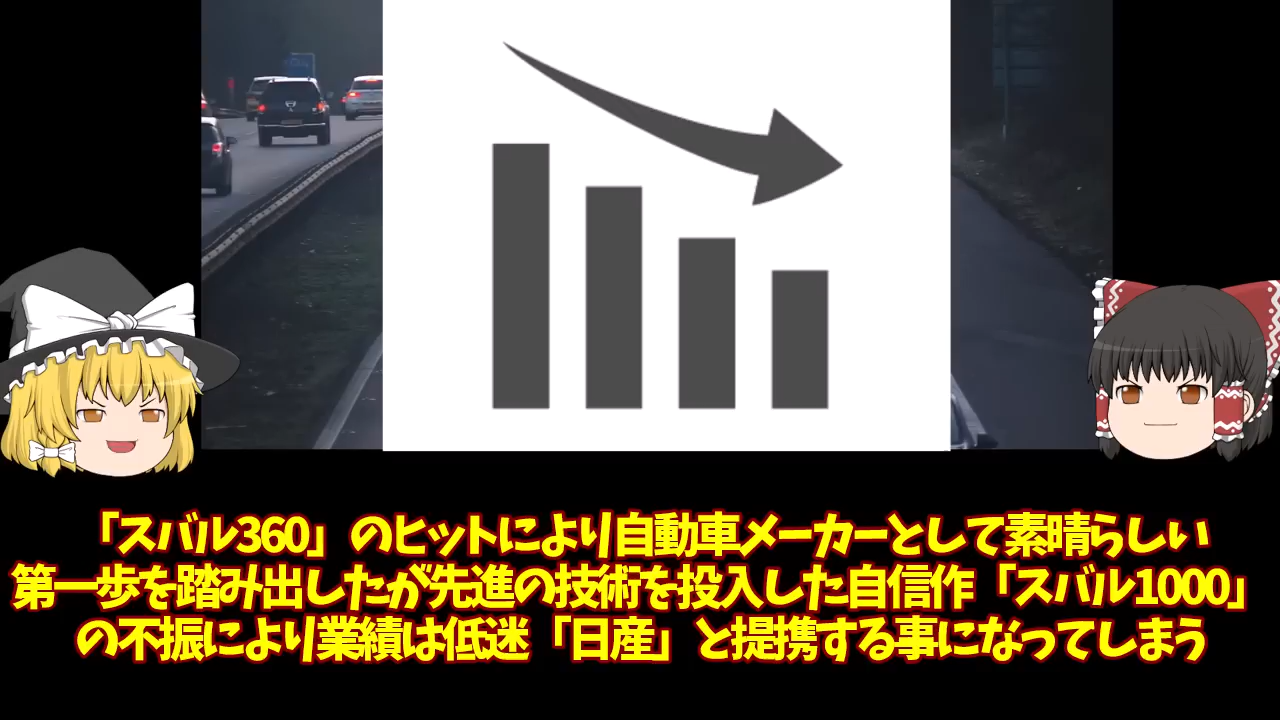 「スバル360」のヒットにより自動車メーカーとして素晴らしい
第一歩を踏み出したが先進の技術を投入した自信作「スバル1000」
の不振により業績は低迷「日産」と提携する事になってしまう